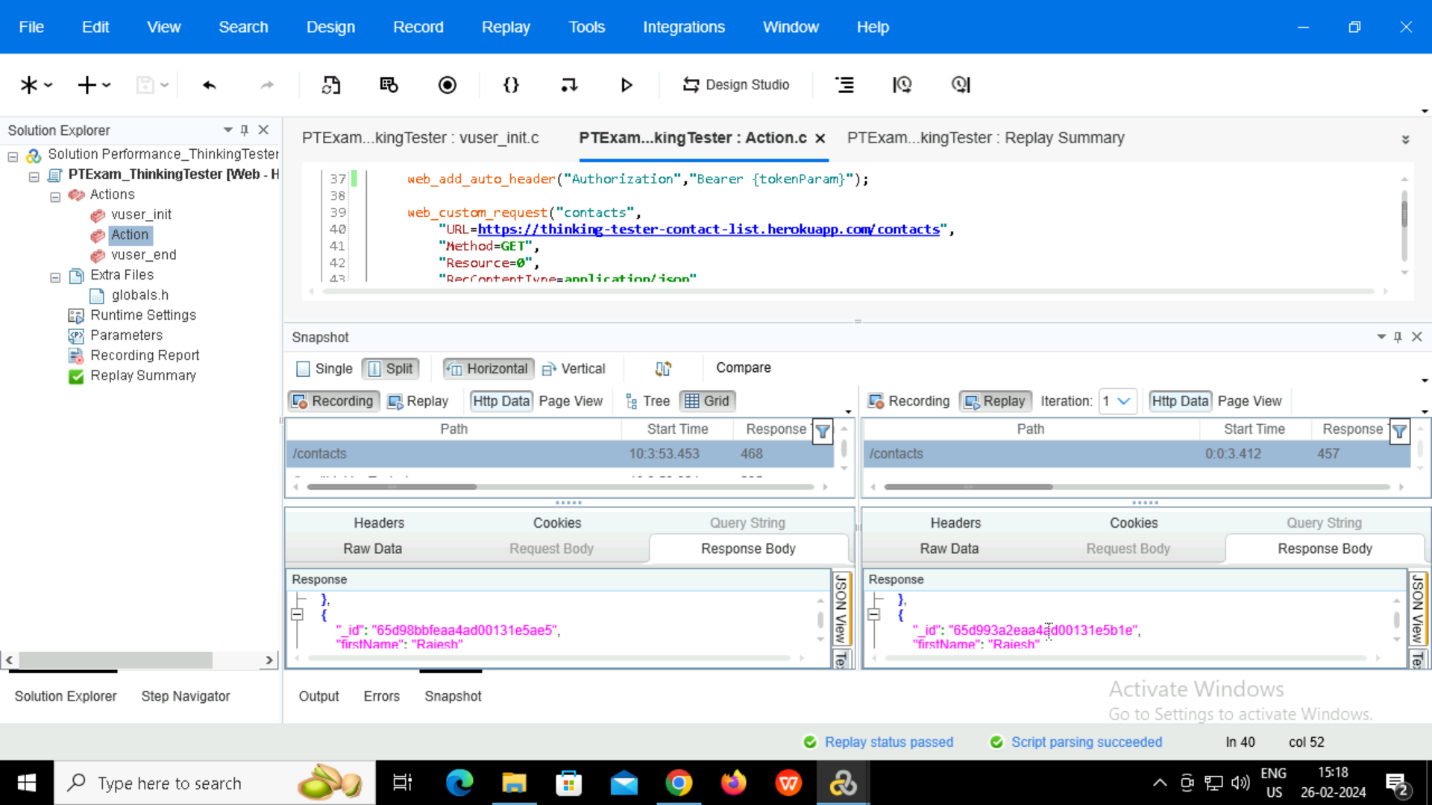 File Edit View Search Design Record Replay Tools Integrations Window Help
Design Studio
Solution Explorer
Solution Performance_ThinkingTester
PTExam_ThinkingTester [Web - H
Actions
vuser_init
Action
vuser_end
Extra Files
globals.h
Runtime Settings
Parameters
Recording Report
Replay Summary
PTExam...kingTester : vuser_init.c PTExam...kingTester : Action.c PTExam...kingTester : Replay Summary
37 web_add_auto_header("Authorization","Bearer {tokenParam}");
38
39 web_custom_request("contacts",
40 "URL=https://thinking-tester-contact-list.herokuapp.com/contacts",
41 "Method=GET",
42 "Resource=0",
43 "RecContentType=application/json"
Snapshot
Single Split Horizontal Vertical Compare
Recording Replay Http Data Page View Tree Grid
Path Start Time Response
/contacts 10:3:53.453 468
Headers Cookies Query String
Raw Data Request Body Response Body
Response
},
{
"_id": "65d98bbfeaa4ad00131e5ae5",
"firstName": "Rajesh"
JSON View
Recording Replay Iteration: 1 Http Data Page View
Path Start Time Response
/contacts 0:0:3.412 457
Headers Cookies Query String
Raw Data Request Body Response Body
Response
},
{
"_id": "65d993a2eaa4ad00131e5b1e",
"firstName": "Rajesh"
JSON View
Solution Explorer Step Navigator Output Errors Snapshot
Activate Windows
Go to Settings to activate Windows.
Replay status passed Script parsing succeeded ln 40 col 52
Type here to search
ENG
US
15:18
26-02-2024
2